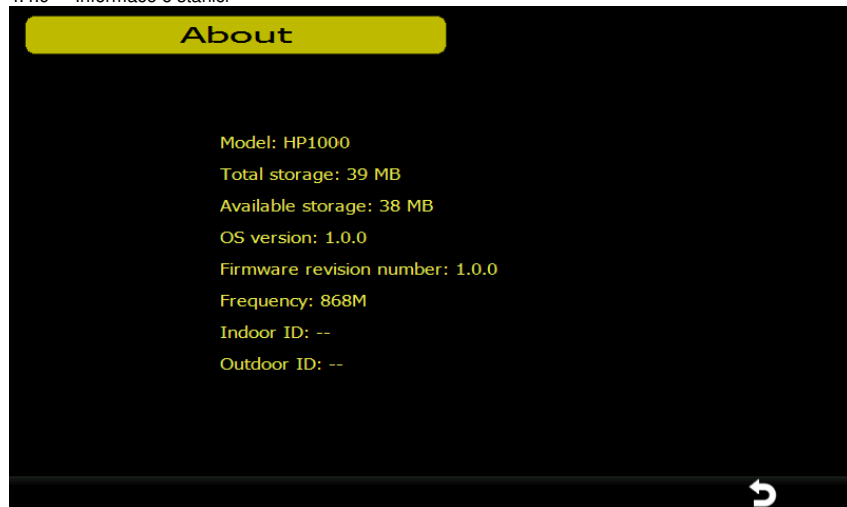 About
Model: HP1000
Total storage: 39 MB
Available storage: 38 MB
OS version: 1.0.0
Firmware revision number: 1.0.0
Frequency: 868M
Indoor ID: --
Outdoor ID: --